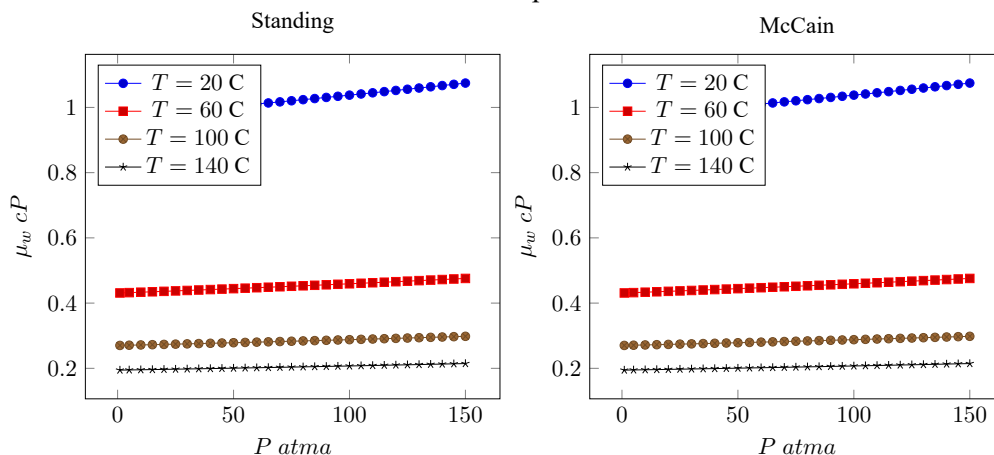 Standing
T = 20 C
T = 60 C
T = 100 C
T = 140 C
1
0.8
0.6
0.4
0.2
0
50
100
150
μw cP
P atma
McCain
T = 20 C
T = 60 C
T = 100 C
T = 140 C
1
0.8
0.6
0.4
0.2
0
50
100
150
μw cP
P atma